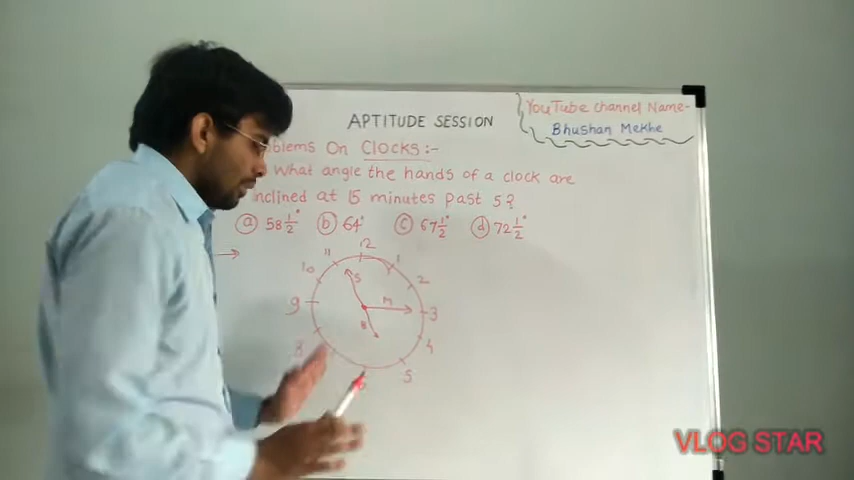 APTITUDE SESSION
YouTube Channel Name-
Bhushan Mekhe
On Clocks:-
What angle the hands of a clock are
inclined at 15 minutes past 5?
(a) 58 1/2° (b) 64° (c) 67 1/2° (d) 72 1/2°
→
12
11 1
10 2
S
M
9 3
H
8 4
5
VLOG STAR